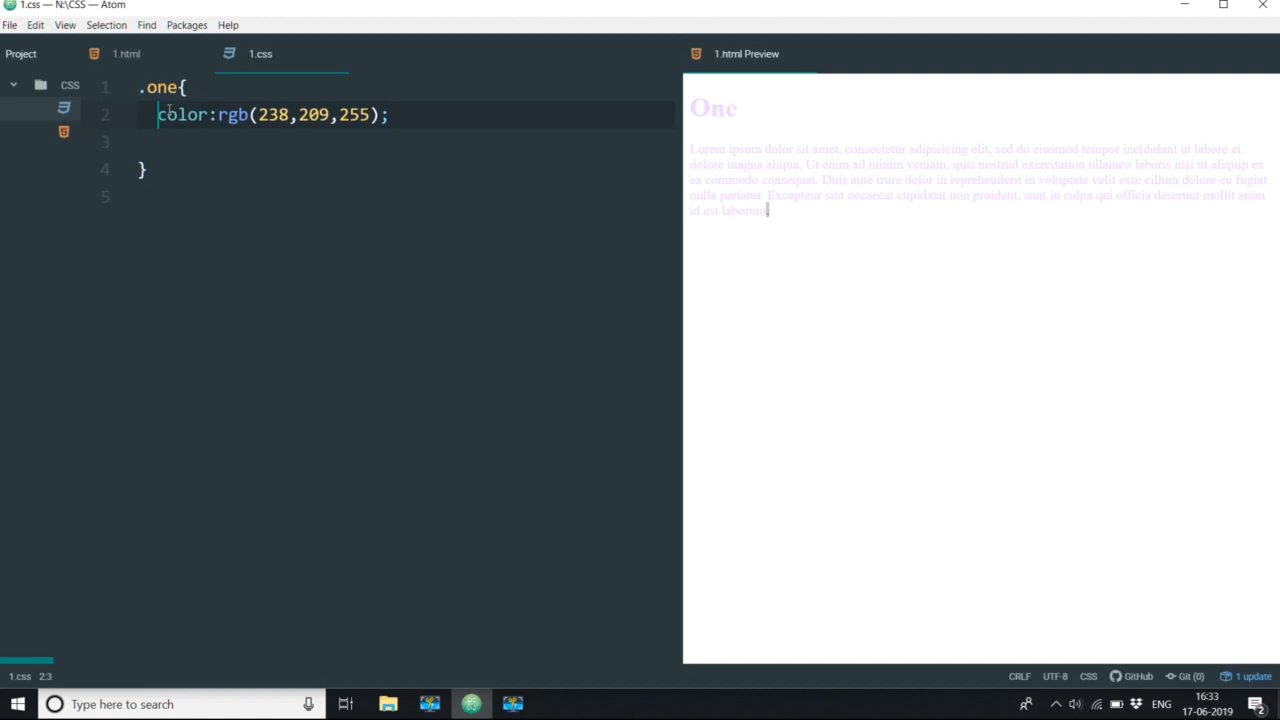 1.css — N:\CSS — Atom
File Edit View Selection Find Packages Help
Project
1.html
1.css
1.html Preview
CSS
1 .one{
2 color:rgb(238,209,255);
3
4 }
5
One
Lorem ipsum dolor sit amet, consectetur adipisicing elit, sed do eiusmod tempor incididunt ut labore et
dolore magna aliqua. Ut enim ad minim veniam, quis nostrud exercitation ullamco laboris nisi ut aliquip ex
ea commodo consequat. Duis aute irure dolor in reprehenderit in voluptate velit esse cillum dolore eu fugiat
nulla pariatur. Excepteur sint occaecat cupidatat non proident, sunt in culpa qui officia deserunt mollit anim
id est laborum.
1.css 2:3
CRLF UTF-8 CSS GitHub Git (0) 1 update
Type here to search
ENG
16:33
17-06-2019
2